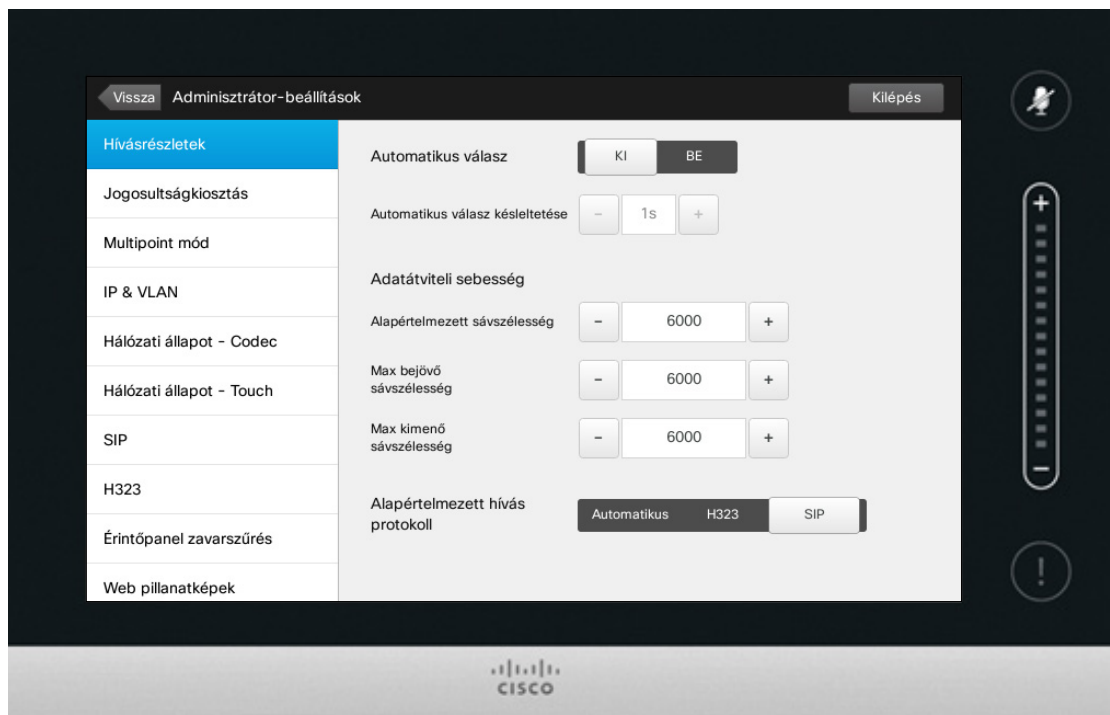 Vissza Adminisztrátor-beállítások Kilépés
Hívásrészletek
Jogosultságkiosztás
Multipoint mód
IP & VLAN
Hálózati állapot - Codec
Hálózati állapot - Touch
SIP
H323
Érintőpanel zavarszűrés
Web pillanatképek
Automatikus válasz KI BE
Automatikus válasz késleltetése - 1s +
Adatátviteli sebesség
Alapértelmezett sávszélesség - 6000 +
Max bejövő
sávszélesség - 6000 +
Max kimenő
sávszélesség - 6000 +
Alapértelmezett hívás
protokoll Automatikus H323 SIP
+
-
!
CISCO